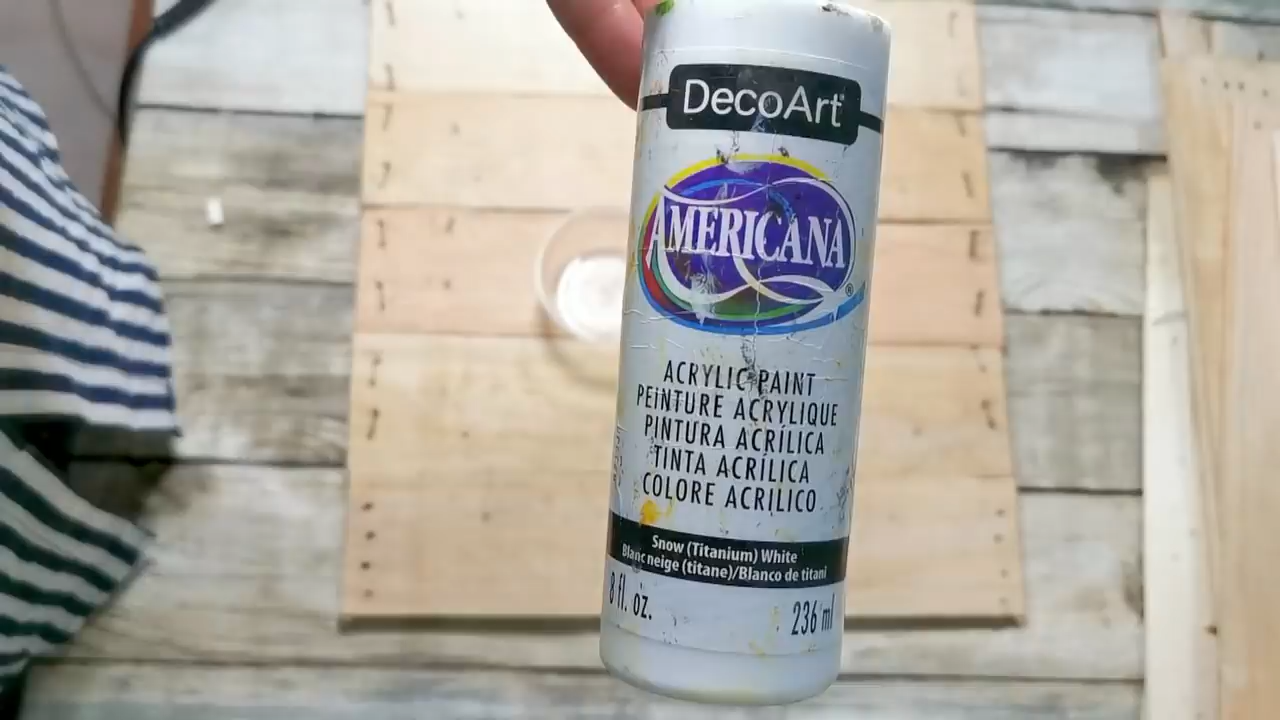 DecoArt
AMERICANA
®
ACRYLIC PAINT
PEINTURE ACRYLIQUE
PINTURA ACRÍLICA
TINTA ACRÍLICA
COLORE ACRILICO
Snow (Titanium) White
Blanc neige (titane)/Blanco de titani
8 fl. oz. 236 ml